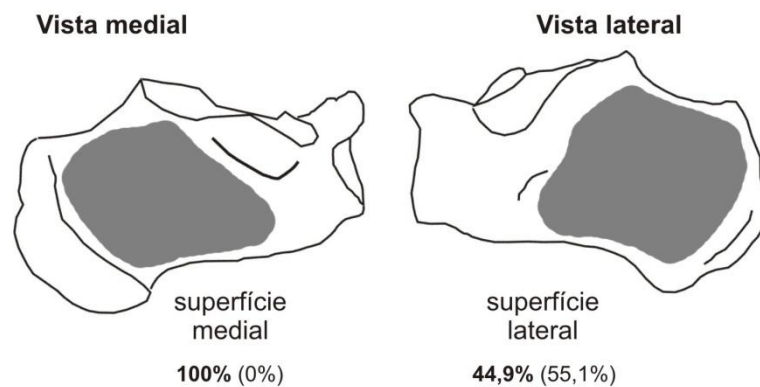 Vista medial
Vista lateral
superfície
medial
superfície
lateral
100% (0%)
44,9% (55,1%)